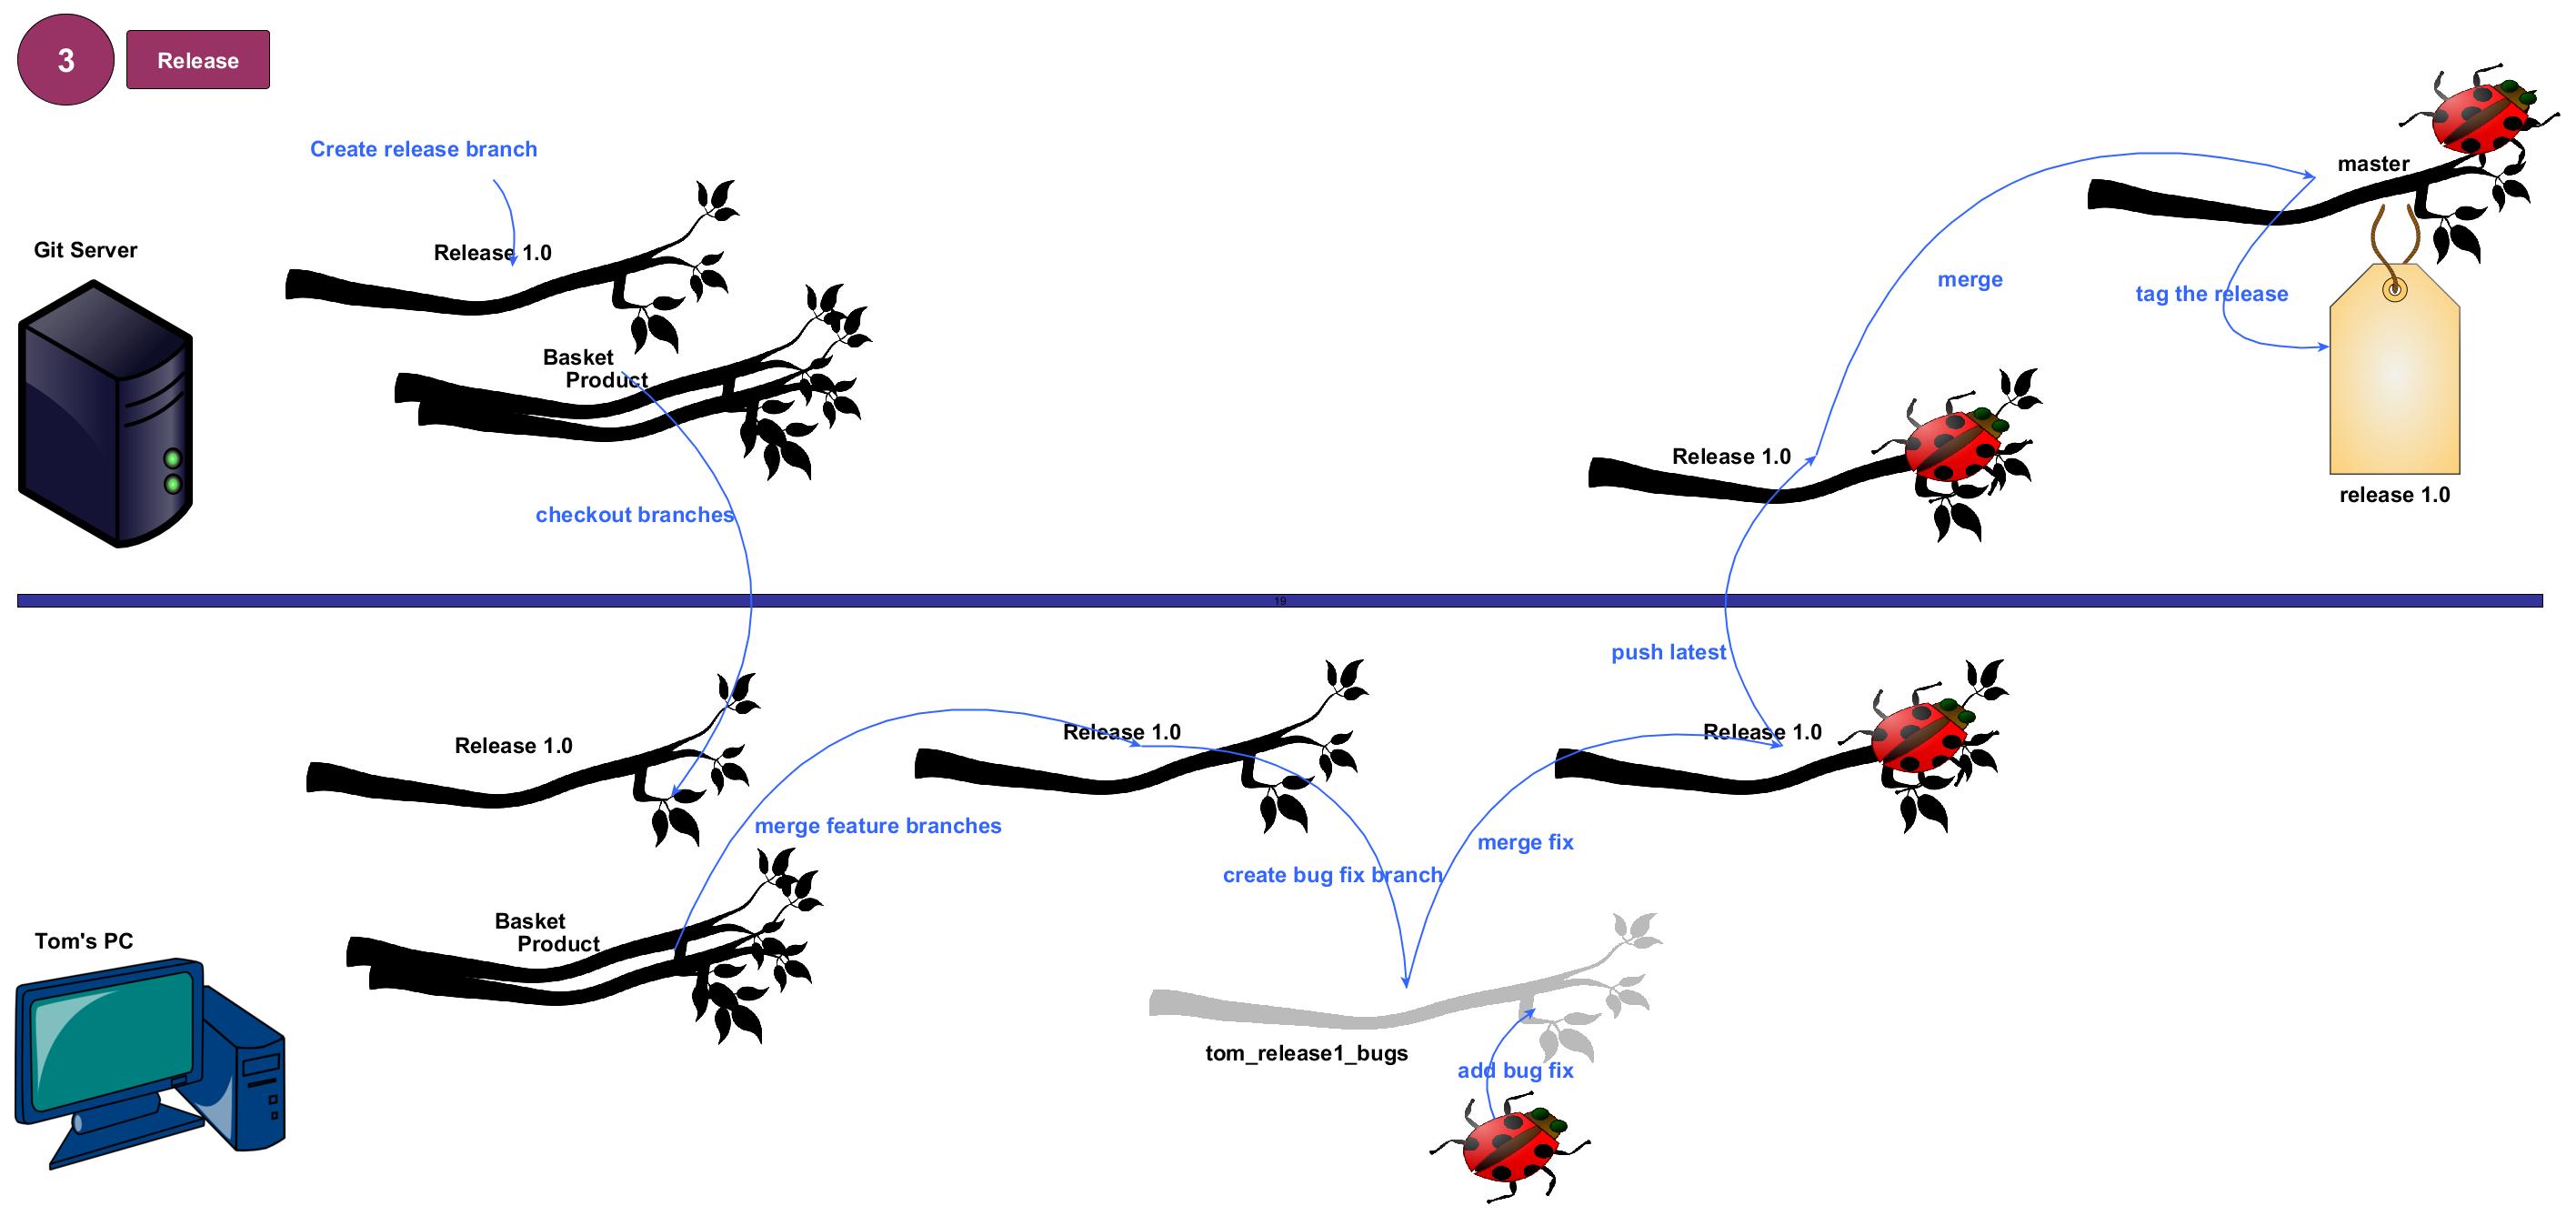 3
Release
Create release branch
Git Server
Release 1.0
Basket
Product
checkout branches
master
merge
tag the release
Release 1.0
release 1.0
19
push latest
Release 1.0
Release 1.0
Release 1.0
merge feature branches
merge fix
create bug fix branch
Basket
Product
Tom's PC
tom_release1_bugs
add bug fix